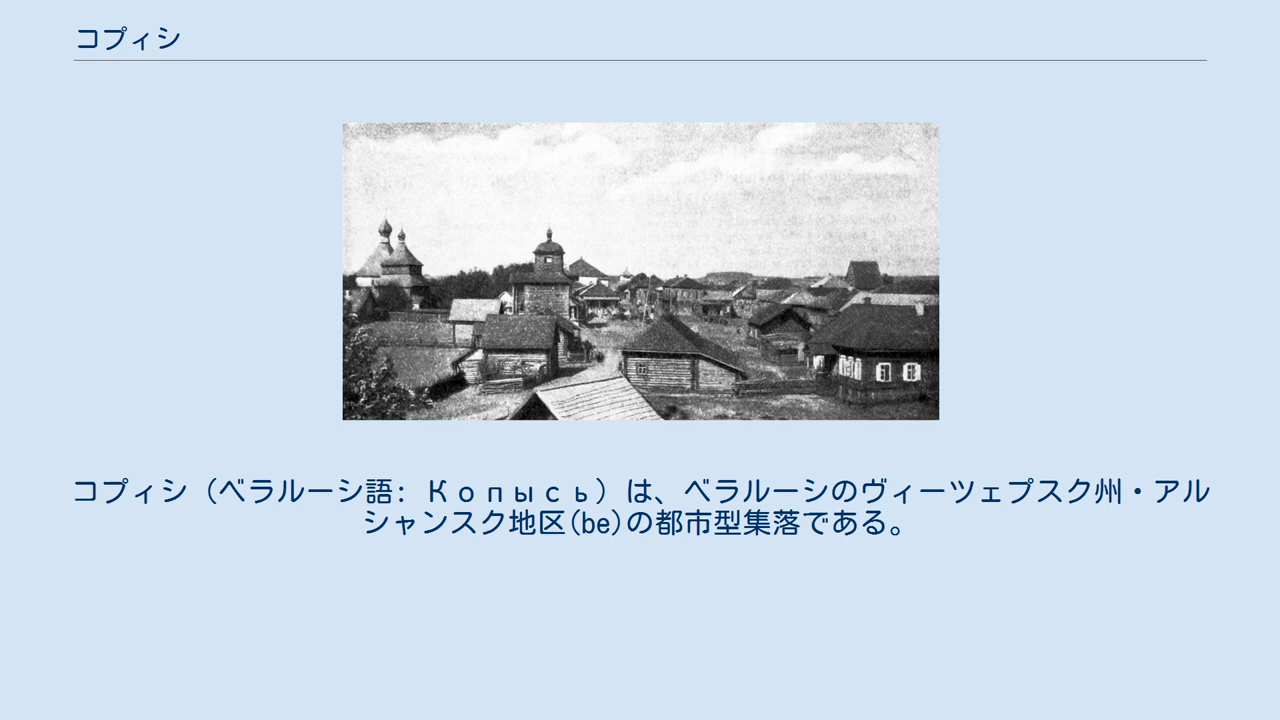 コプィシ
コプィシ（ベラルーシ語: Копысь）は、ベラルーシのヴィーツェプスク州・アル
シャンスク地区(be)の都市型集落である。